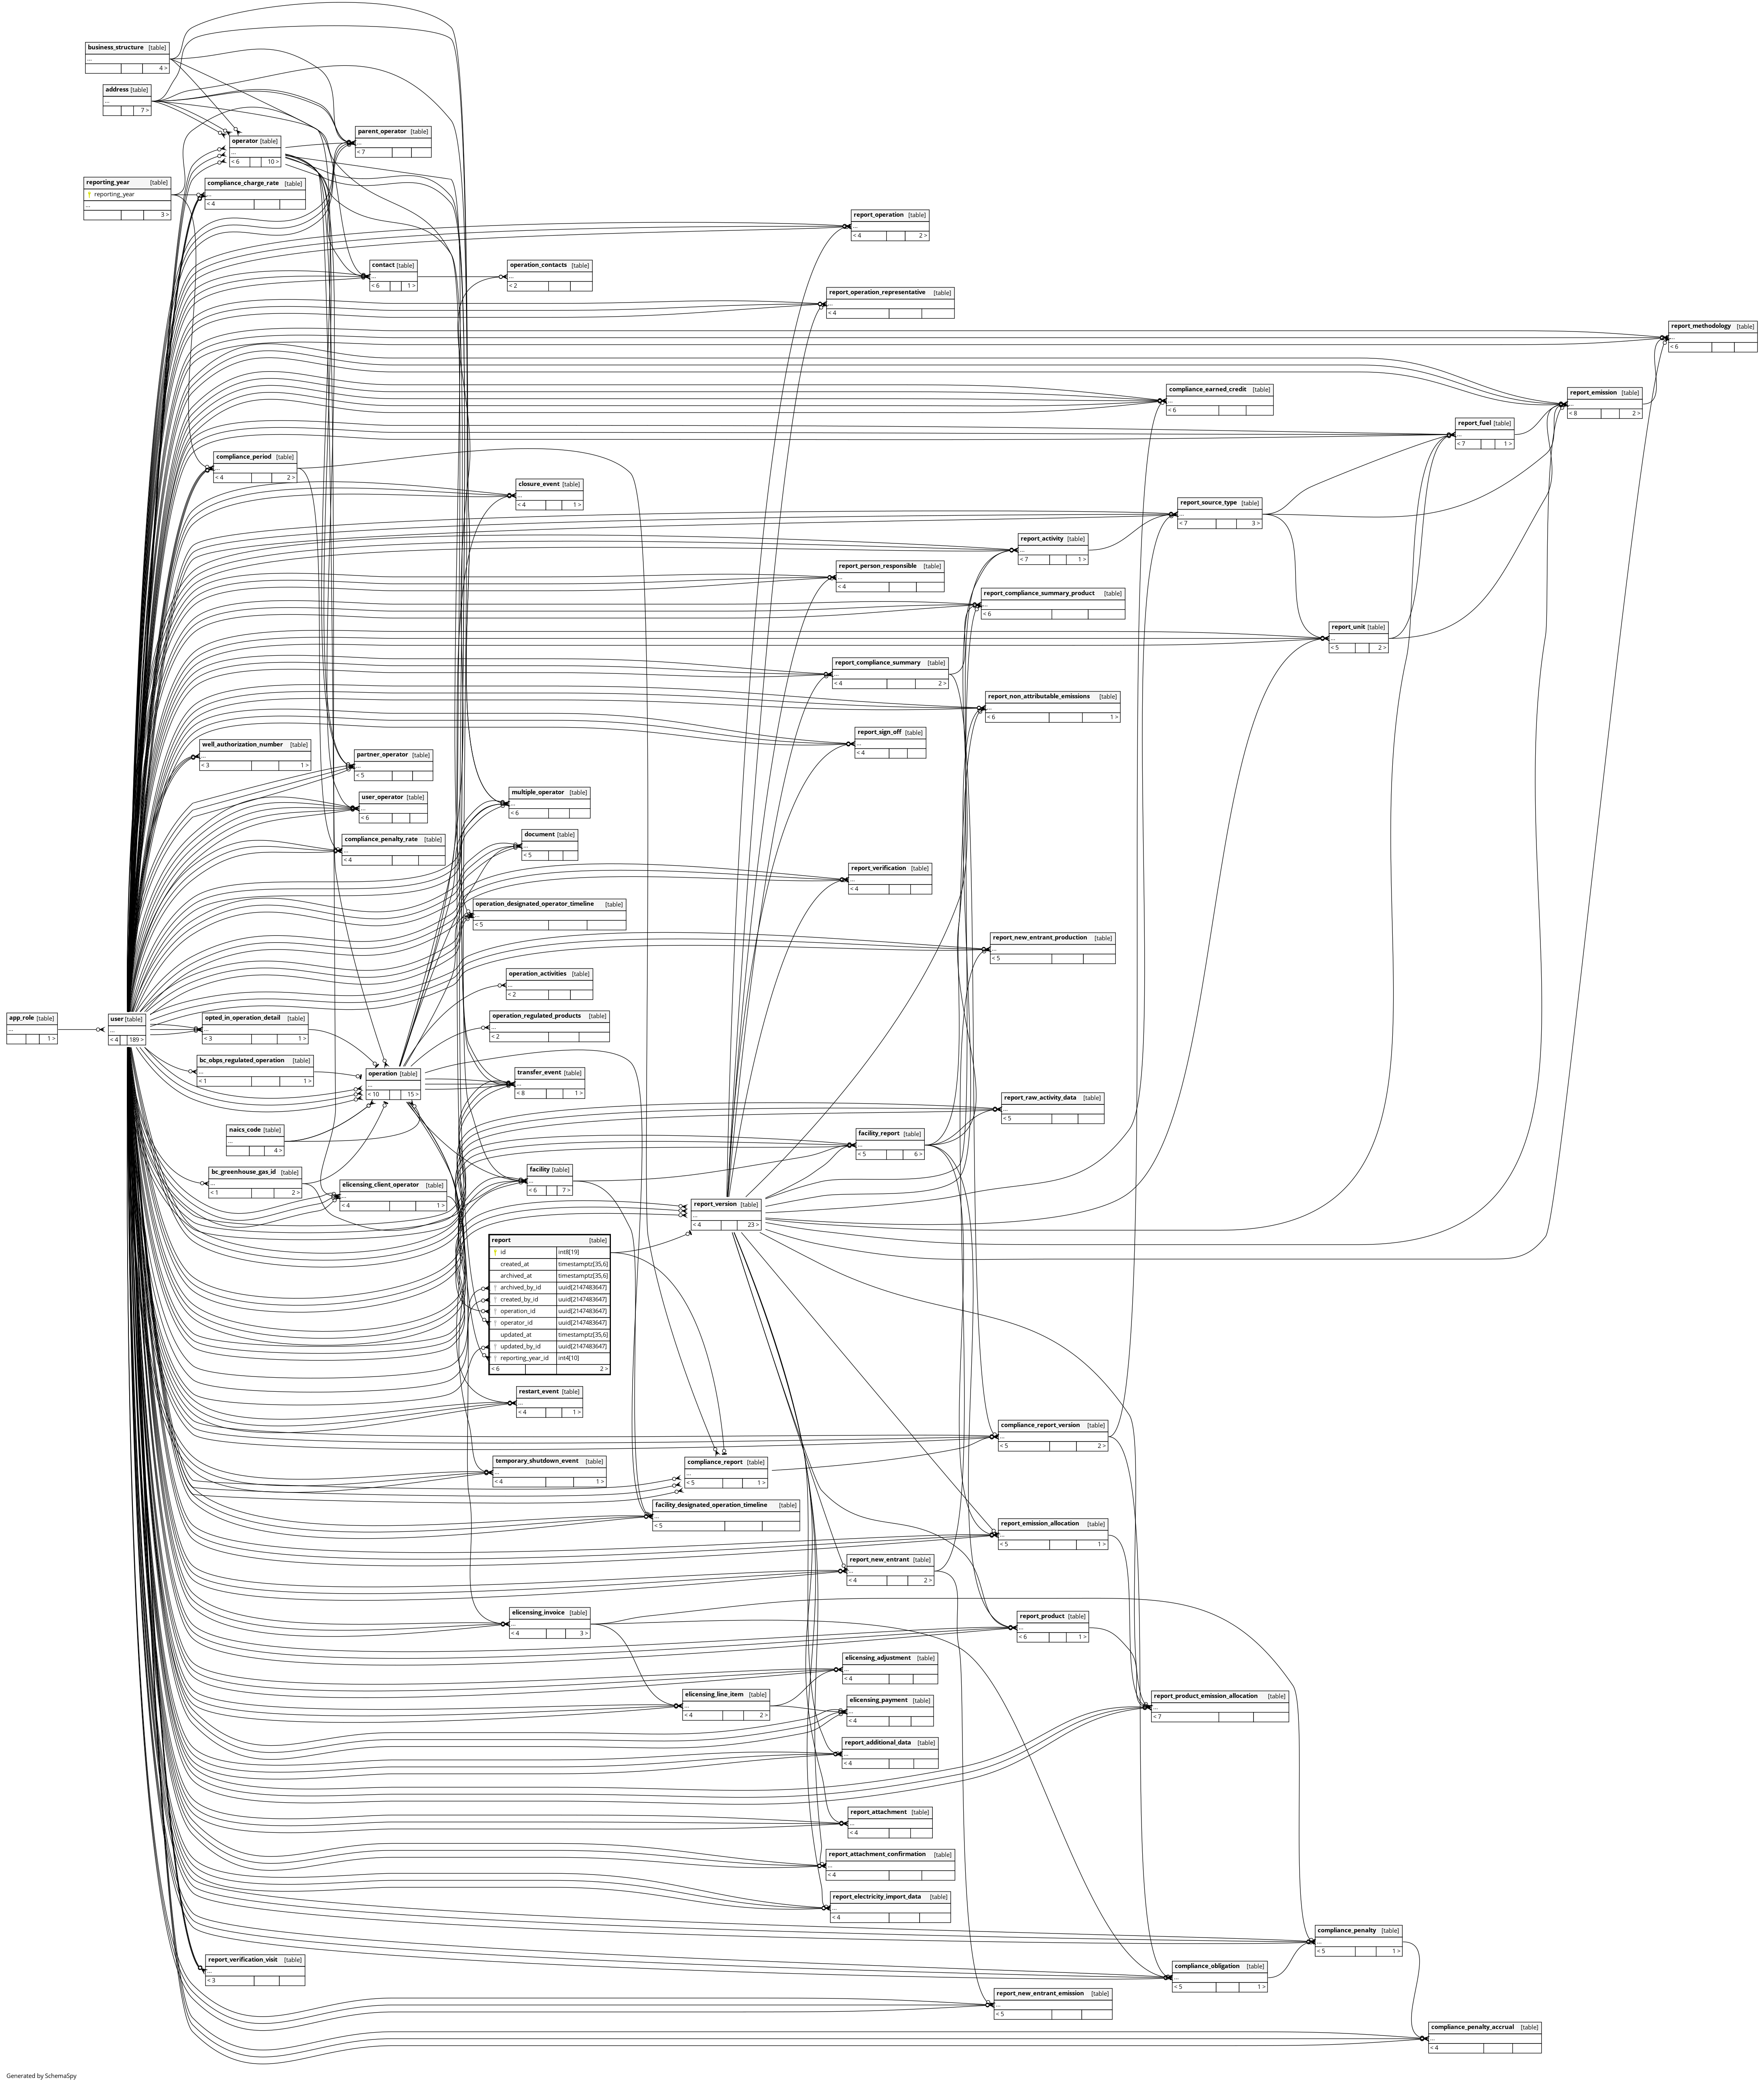 business_structure [table]
...
4 >
address [table]
...
7 >
operator [table]
...
< 6 10 >
parent_operator [table]
...
< 7
reporting_year [table]
reporting_year
...
3 >
compliance_charge_rate [table]
...
< 4
report_operation [table]
...
< 4 2 >
contact [table]
...
< 6 1 >
operation_contacts [table]
...
< 2
report_operation_representative [table]
...
< 4
report_methodology [table]
...
< 6
compliance_earned_credit [table]
...
< 6
report_emission [table]
...
< 8 2 >
report_fuel [table]
...
< 7 1 >
compliance_period [table]
...
< 4 2 >
closure_event [table]
...
< 4 1 >
report_source_type [table]
...
< 7 3 >
report_activity [table]
...
< 7 1 >
report_person_responsible [table]
...
< 4
report_compliance_summary_product [table]
...
< 6
report_unit [table]
...
< 5 2 >
report_compliance_summary [table]
...
< 4 2 >
report_non_attributable_emissions [table]
...
< 6 1 >
report_sign_off [table]
...
< 4
well_authorization_number [table]
...
< 3 1 >
partner_operator [table]
...
< 5
multiple_operator [table]
...
< 6
user_operator [table]
...
< 6
document [table]
...
< 5
compliance_penalty_rate [table]
...
< 4
report_verification [table]
...
< 4
operation_designated_operator_timeline [table]
...
< 5
report_new_entrant_production [table]
...
< 5
operation_activities [table]
...
< 2
app_role [table]
...
1 >
user [table]
...
< 4 189 >
opted_in_operation_detail [table]
...
< 3 1 >
operation_regulated_products [table]
...
< 2
bc_obps_regulated_operation [table]
...
< 1 1 >
operation [table]
...
< 10 15 >
transfer_event [table]
...
< 8 1 >
report_raw_activity_data [table]
...
< 5
naics_code [table]
...
4 >
facility_report [table]
...
< 5 6 >
bc_greenhouse_gas_id [table]
...
< 1 2 >
elicensing_client_operator [table]
...
< 4 1 >
facility [table]
...
< 6 7 >
report_version [table]
...
< 4 23 >
report [table]
id int8[19]
created_at timestamptz[35,6]
archived_at timestamptz[35,6]
archived_by_id uuid[2147483647]
created_by_id uuid[2147483647]
operation_id uuid[2147483647]
operator_id uuid[2147483647]
updated_at timestamptz[35,6]
updated_by_id uuid[2147483647]
reporting_year_id int4[10]
< 6 2 >
restart_event [table]
...
< 4 1 >
compliance_report_version [table]
...
< 5 2 >
temporary_shutdown_event [table]
...
< 4 1 >
compliance_report [table]
...
< 5 1 >
facility_designated_operation_timeline [table]
...
< 5
report_emission_allocation [table]
...
< 5 1 >
report_new_entrant [table]
...
< 4 2 >
elicensing_invoice [table]
...
< 4 3 >
report_product [table]
...
< 6 1 >
elicensing_adjustment [table]
...
< 4
elicensing_line_item [table]
...
< 4 2 >
elicensing_payment [table]
...
< 4
report_product_emission_allocation [table]
...
< 7
report_additional_data [table]
...
< 4
report_attachment [table]
...
< 4
report_attachment_confirmation [table]
...
< 4
report_electricity_import_data [table]
...
< 4
compliance_penalty [table]
...
< 5 1 >
report_verification_visit [table]
...
< 3
compliance_obligation [table]
...
< 5 1 >
report_new_entrant_emission [table]
...
< 5
compliance_penalty_accrual [table]
...
< 4
Generated by SchemaSpy